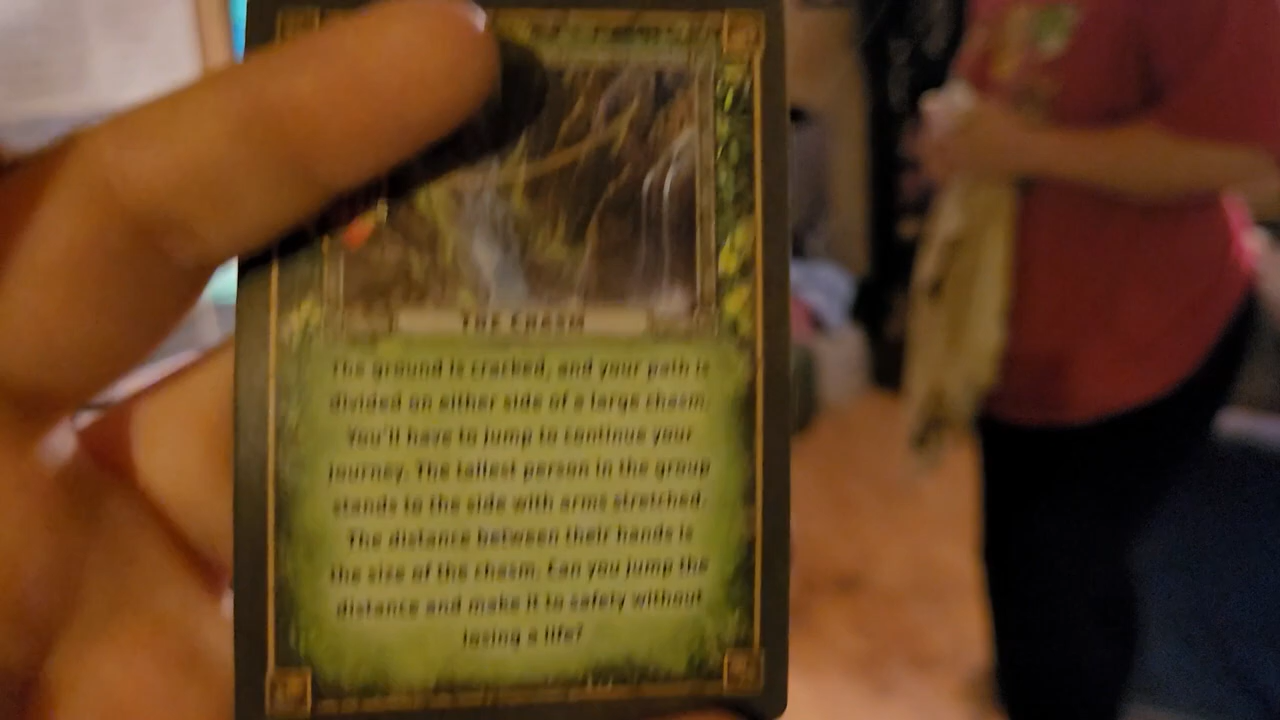 THE CHASM
The ground is cracked, and your path is
divided on either side of a large chasm.
You'll have to jump to continue your
journey. The tallest person in the group
stands to the side with arms stretched.
The distance between their hands is
the size of the chasm. Can you jump the
distance and make it to safety without
losing a life?